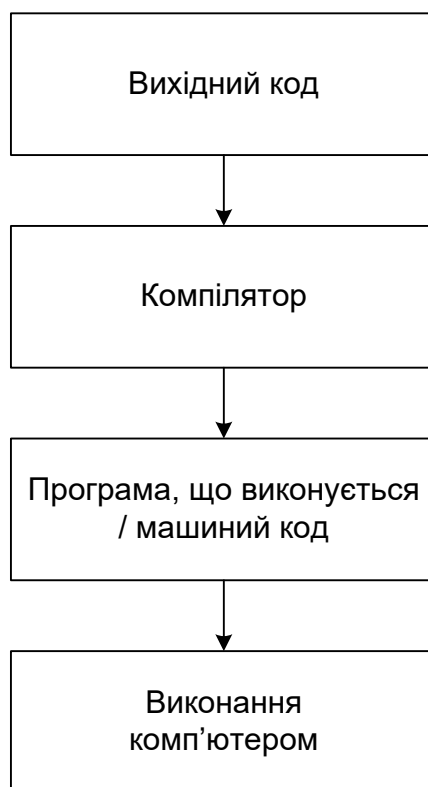 Вихідний код
Компілятор
Програма, що виконується
/ машиний код
Виконання
комп’ютером